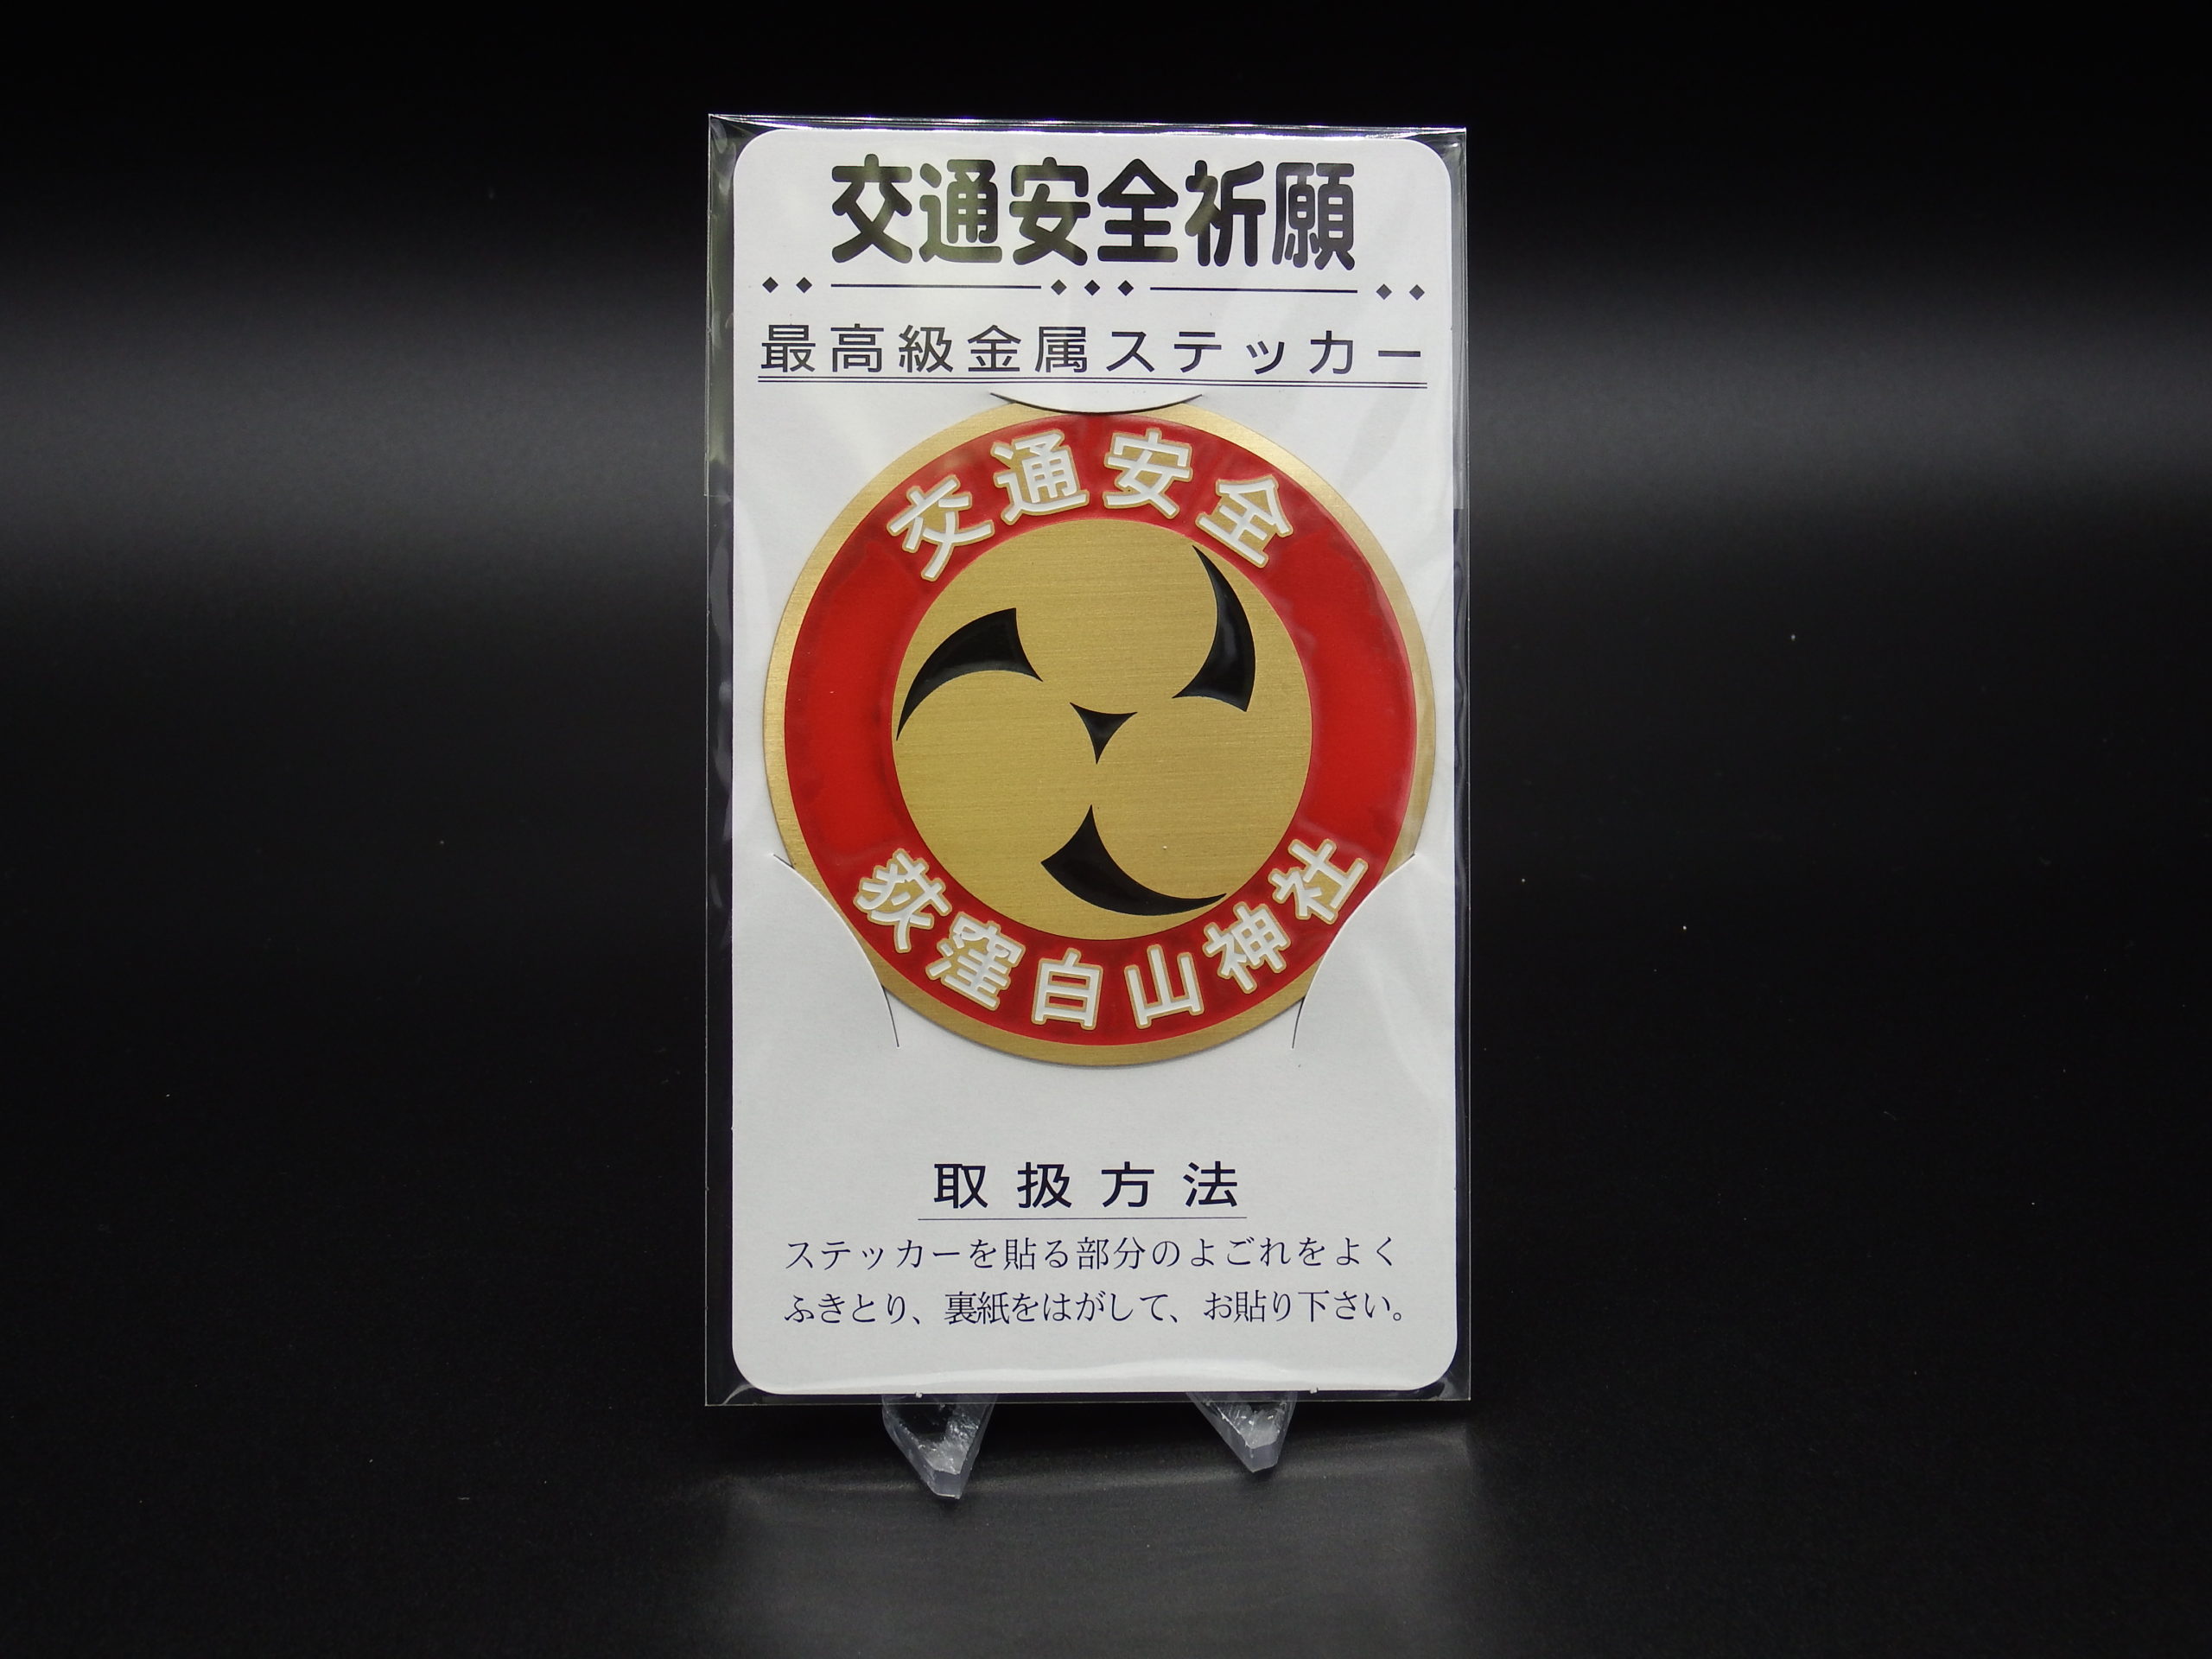 交通安全祈願
最高級金属ステッカー
交通安全
荻窪白山神社
取扱方法
ステッカーを貼る部分のよごれをよく
ふきとり、裏紙をはがして、お貼り下さい。